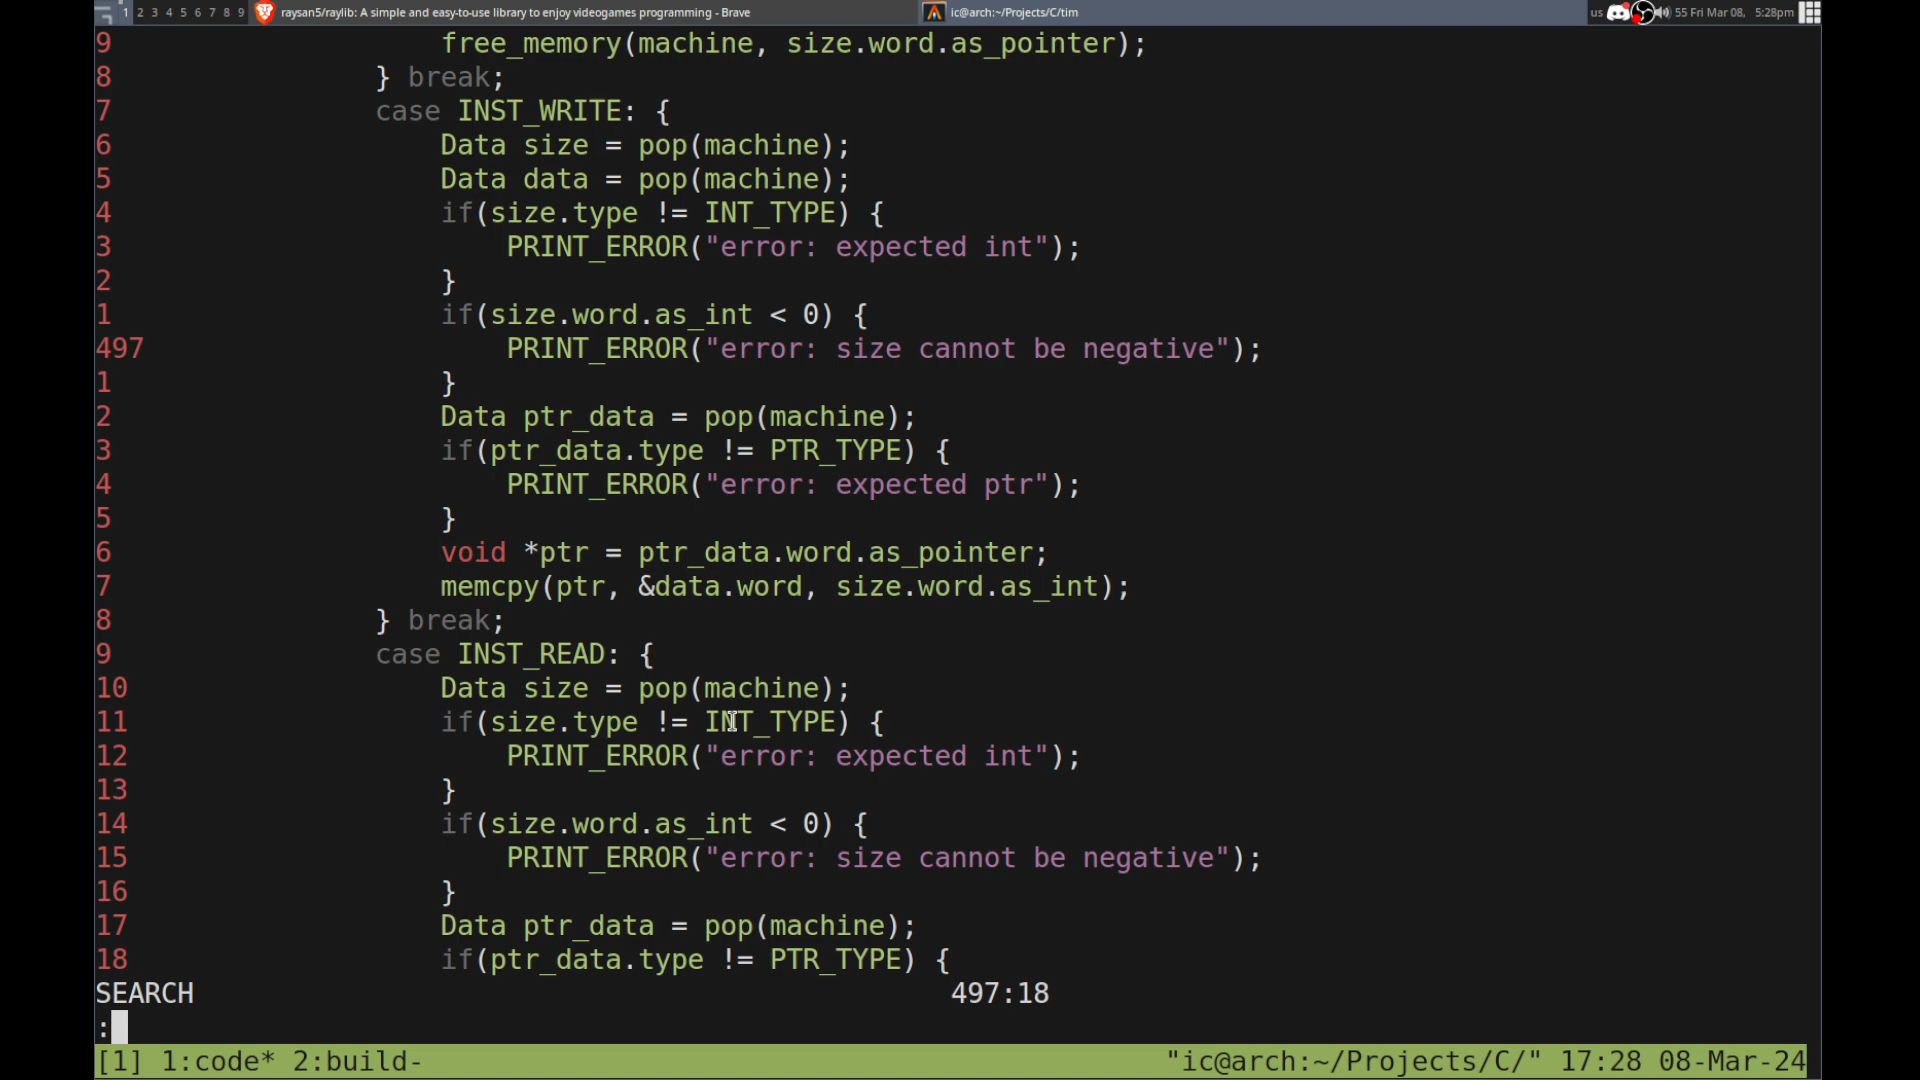 1 2 3 4 5 6 7 8 9 raysan5/raylib: A simple and easy-to-use library to enjoy videogames programming - Brave ic@arch:~/Projects/C/tim us 55 Fri Mar 08, 5:28pm
9 free_memory(machine, size.word.as_pointer);
8 } break;
7 case INST_WRITE: {
6 Data size = pop(machine);
5 Data data = pop(machine);
4 if(size.type != INT_TYPE) {
3 PRINT_ERROR("error: expected int");
2 }
1 if(size.word.as_int < 0) {
497 PRINT_ERROR("error: size cannot be negative");
1 }
2 Data ptr_data = pop(machine);
3 if(ptr_data.type != PTR_TYPE) {
4 PRINT_ERROR("error: expected ptr");
5 }
6 void *ptr = ptr_data.word.as_pointer;
7 memcpy(ptr, &data.word, size.word.as_int);
8 } break;
9 case INST_READ: {
10 Data size = pop(machine);
11 if(size.type != INT_TYPE) {
12 PRINT_ERROR("error: expected int");
13 }
14 if(size.word.as_int < 0) {
15 PRINT_ERROR("error: size cannot be negative");
16 }
17 Data ptr_data = pop(machine);
18 if(ptr_data.type != PTR_TYPE) {
SEARCH 497:18
:
[1] 1:code* 2:build- "ic@arch:~/Projects/C/" 17:28 08-Mar-24